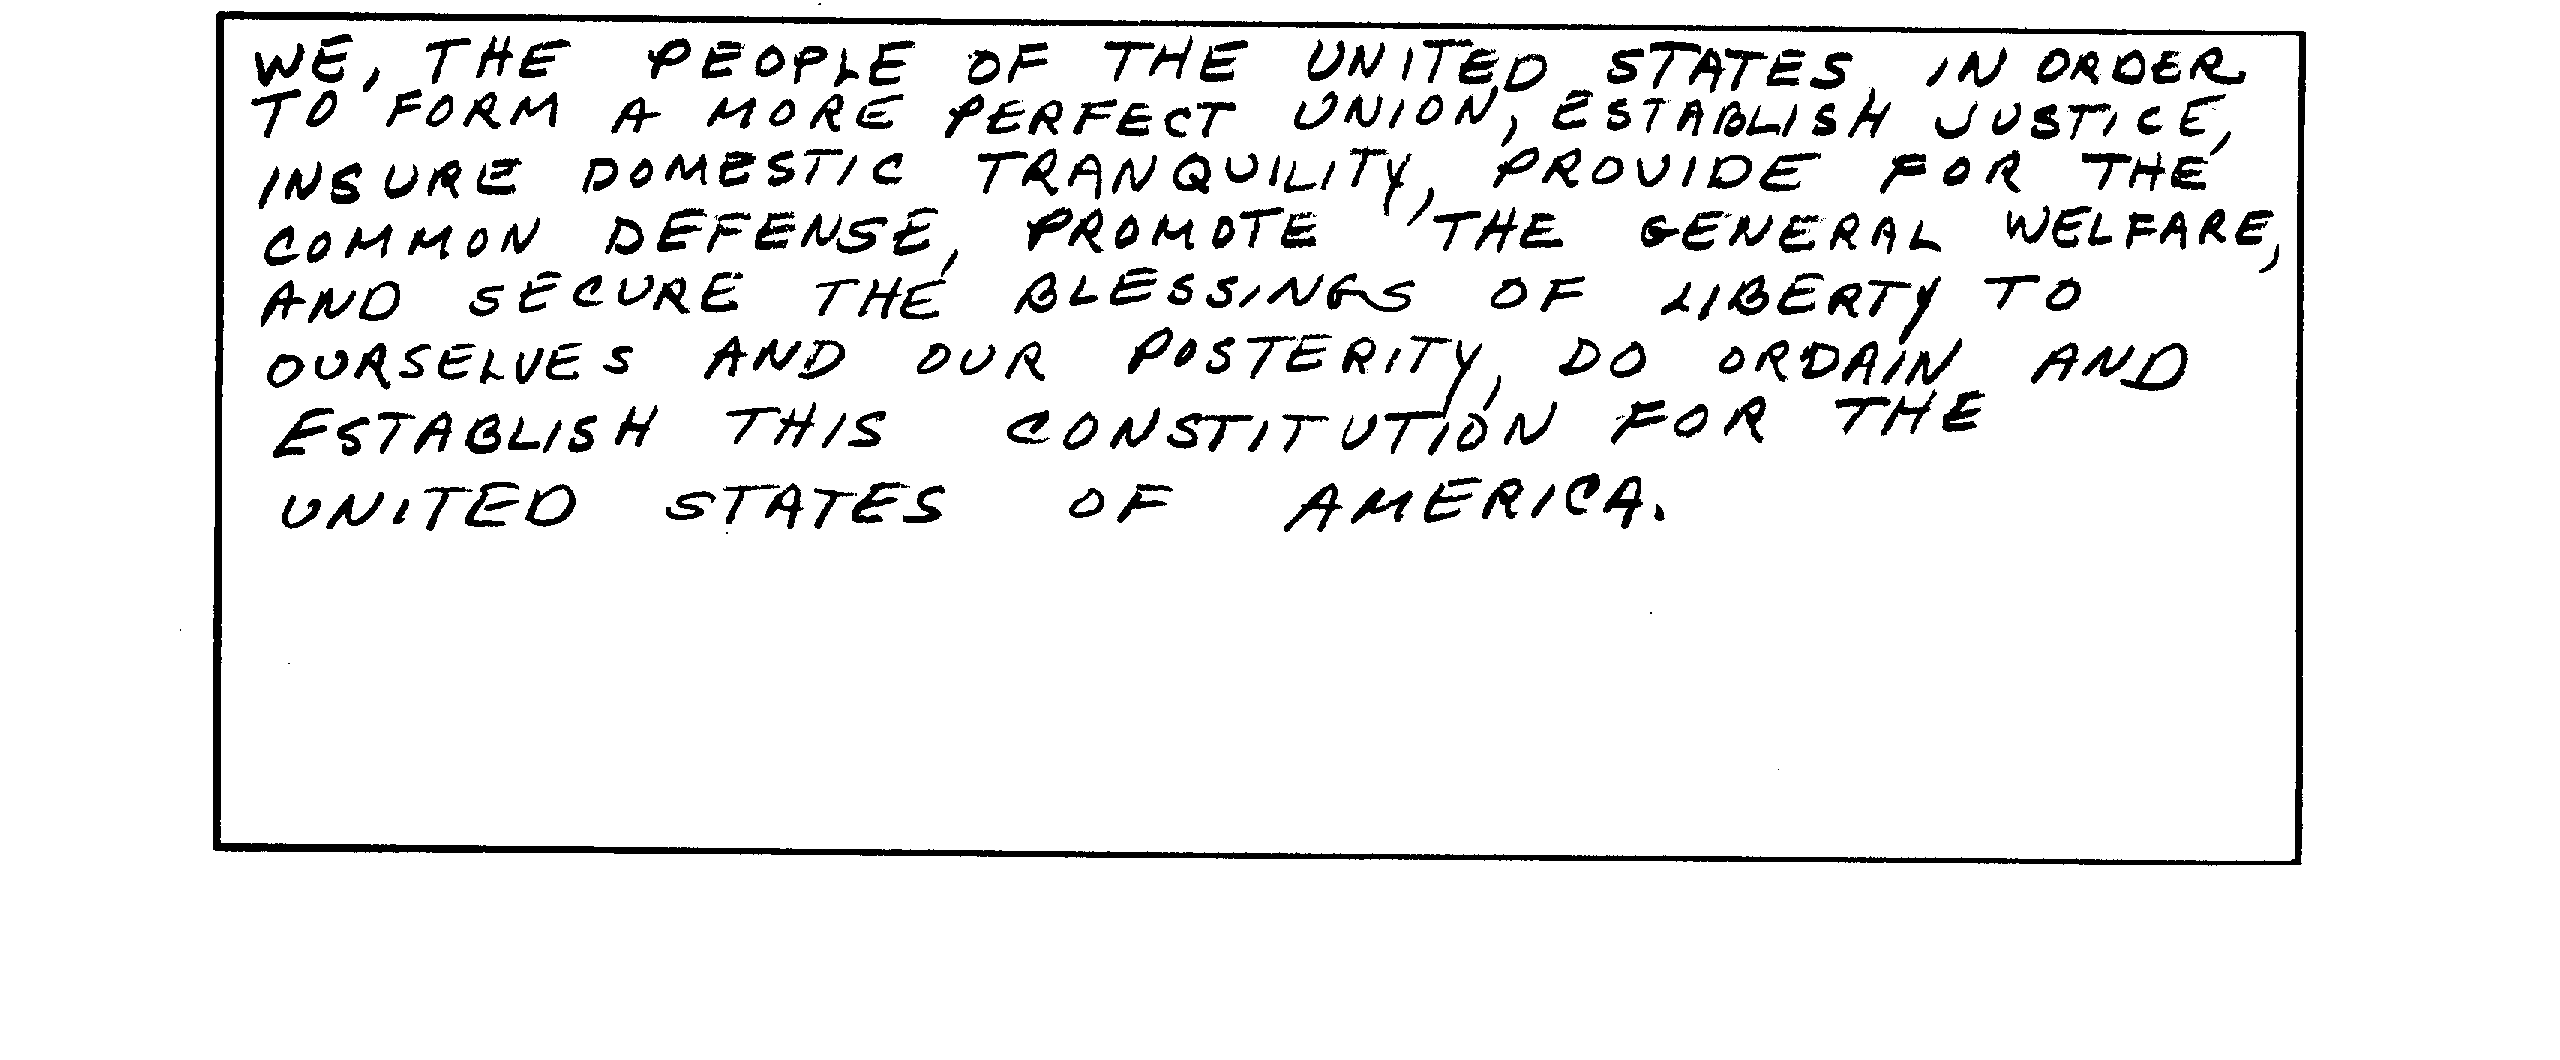 WE, THE PEOPLE OF THE UNITED STATES, IN ORDER
TO FORM A MORE PERFECT UNION, ESTABLISH JUSTICE,
INSURE DOMESTIC TRANQUILITY, PROVIDE FOR THE
COMMON DEFENSE, PROMOTE THE GENERAL WELFARE,
AND SECURE THE BLESSINGS OF LIBERTY TO
OURSELVES AND OUR POSTERITY, DO ORDAIN AND
ESTABLISH THIS CONSTITUTION FOR THE
UNITED STATES OF AMERICA.